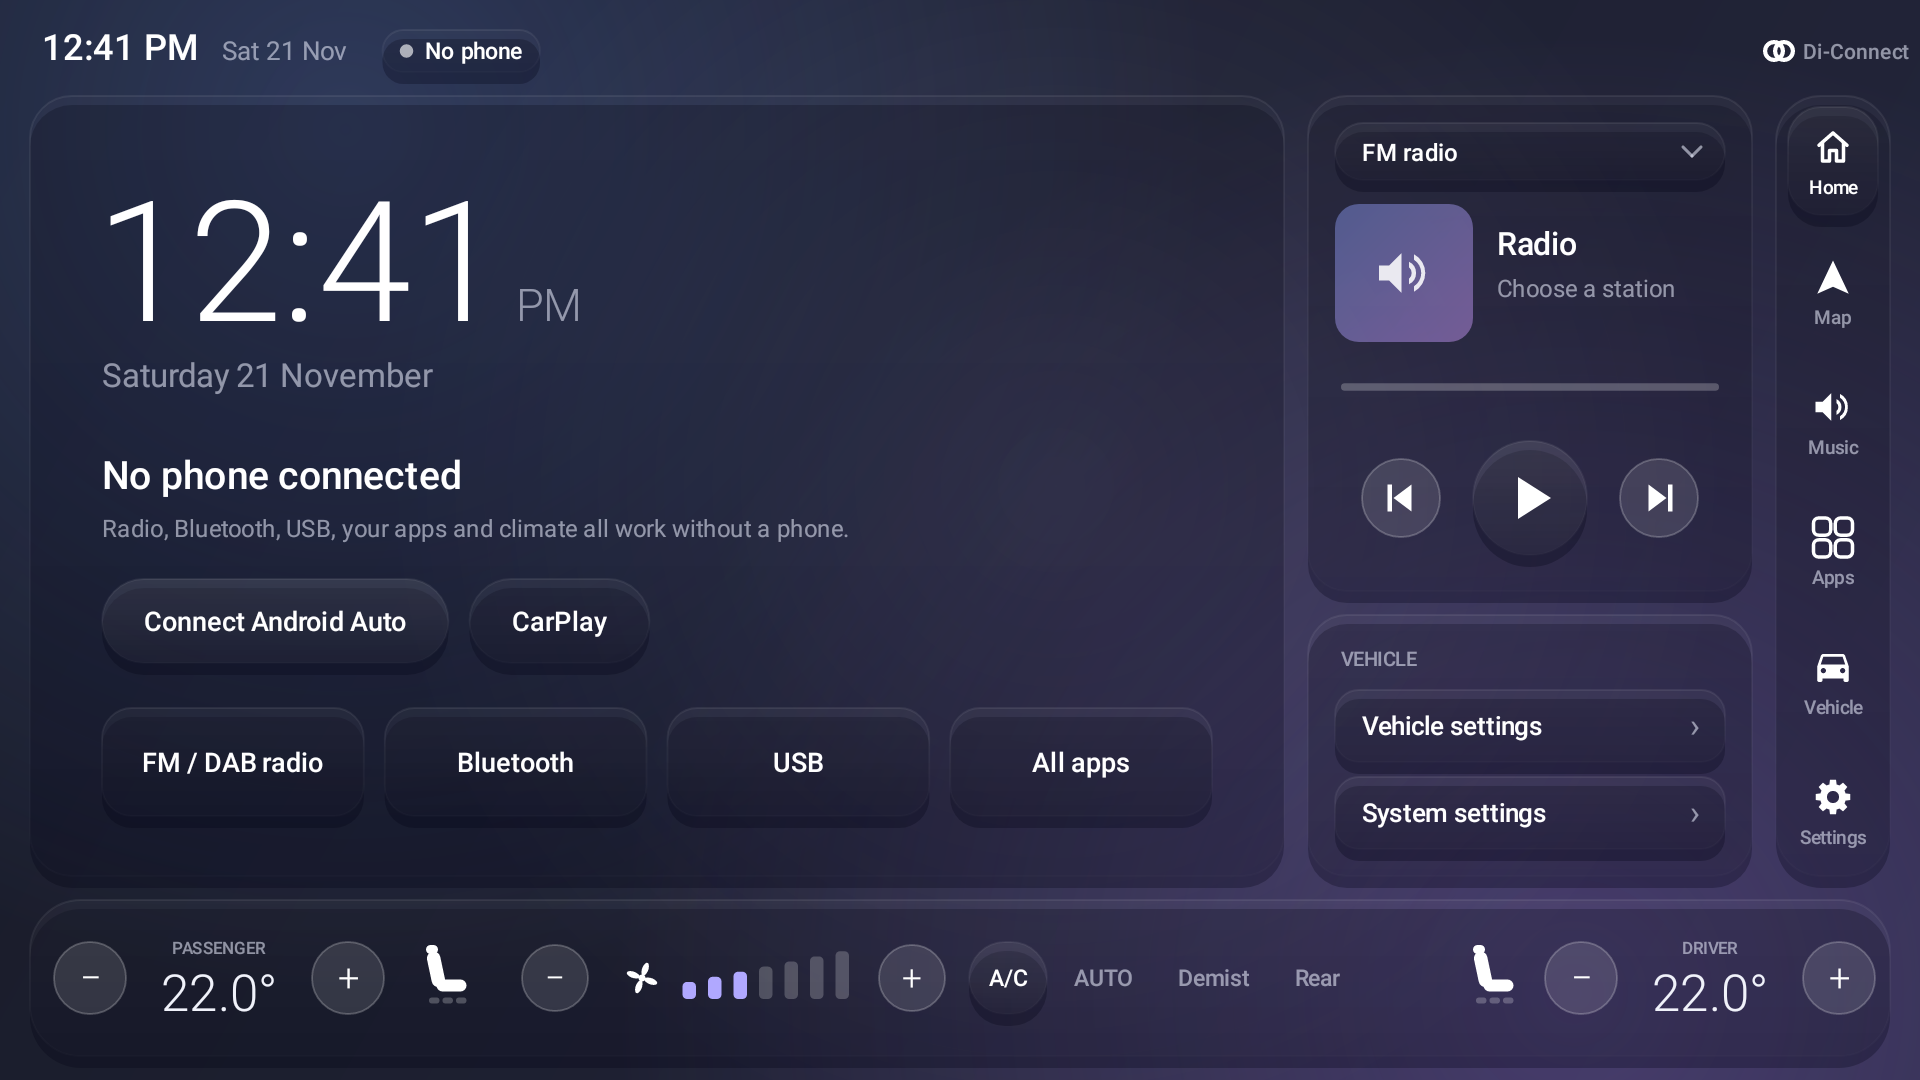 12:41 PM Sat 21 Nov No phone
Di-Connect
12:41 PM
Saturday 21 November
No phone connected
Radio, Bluetooth, USB, your apps and climate all work without a phone.
Connect Android Auto CarPlay
FM / DAB radio Bluetooth USB All apps
FM radio
Radio
Choose a station
VEHICLE
Vehicle settings
System settings
Home
Map
Music
Apps
Vehicle
Settings
PASSENGER
22.0°
A/C AUTO Demist Rear
DRIVER
22.0°